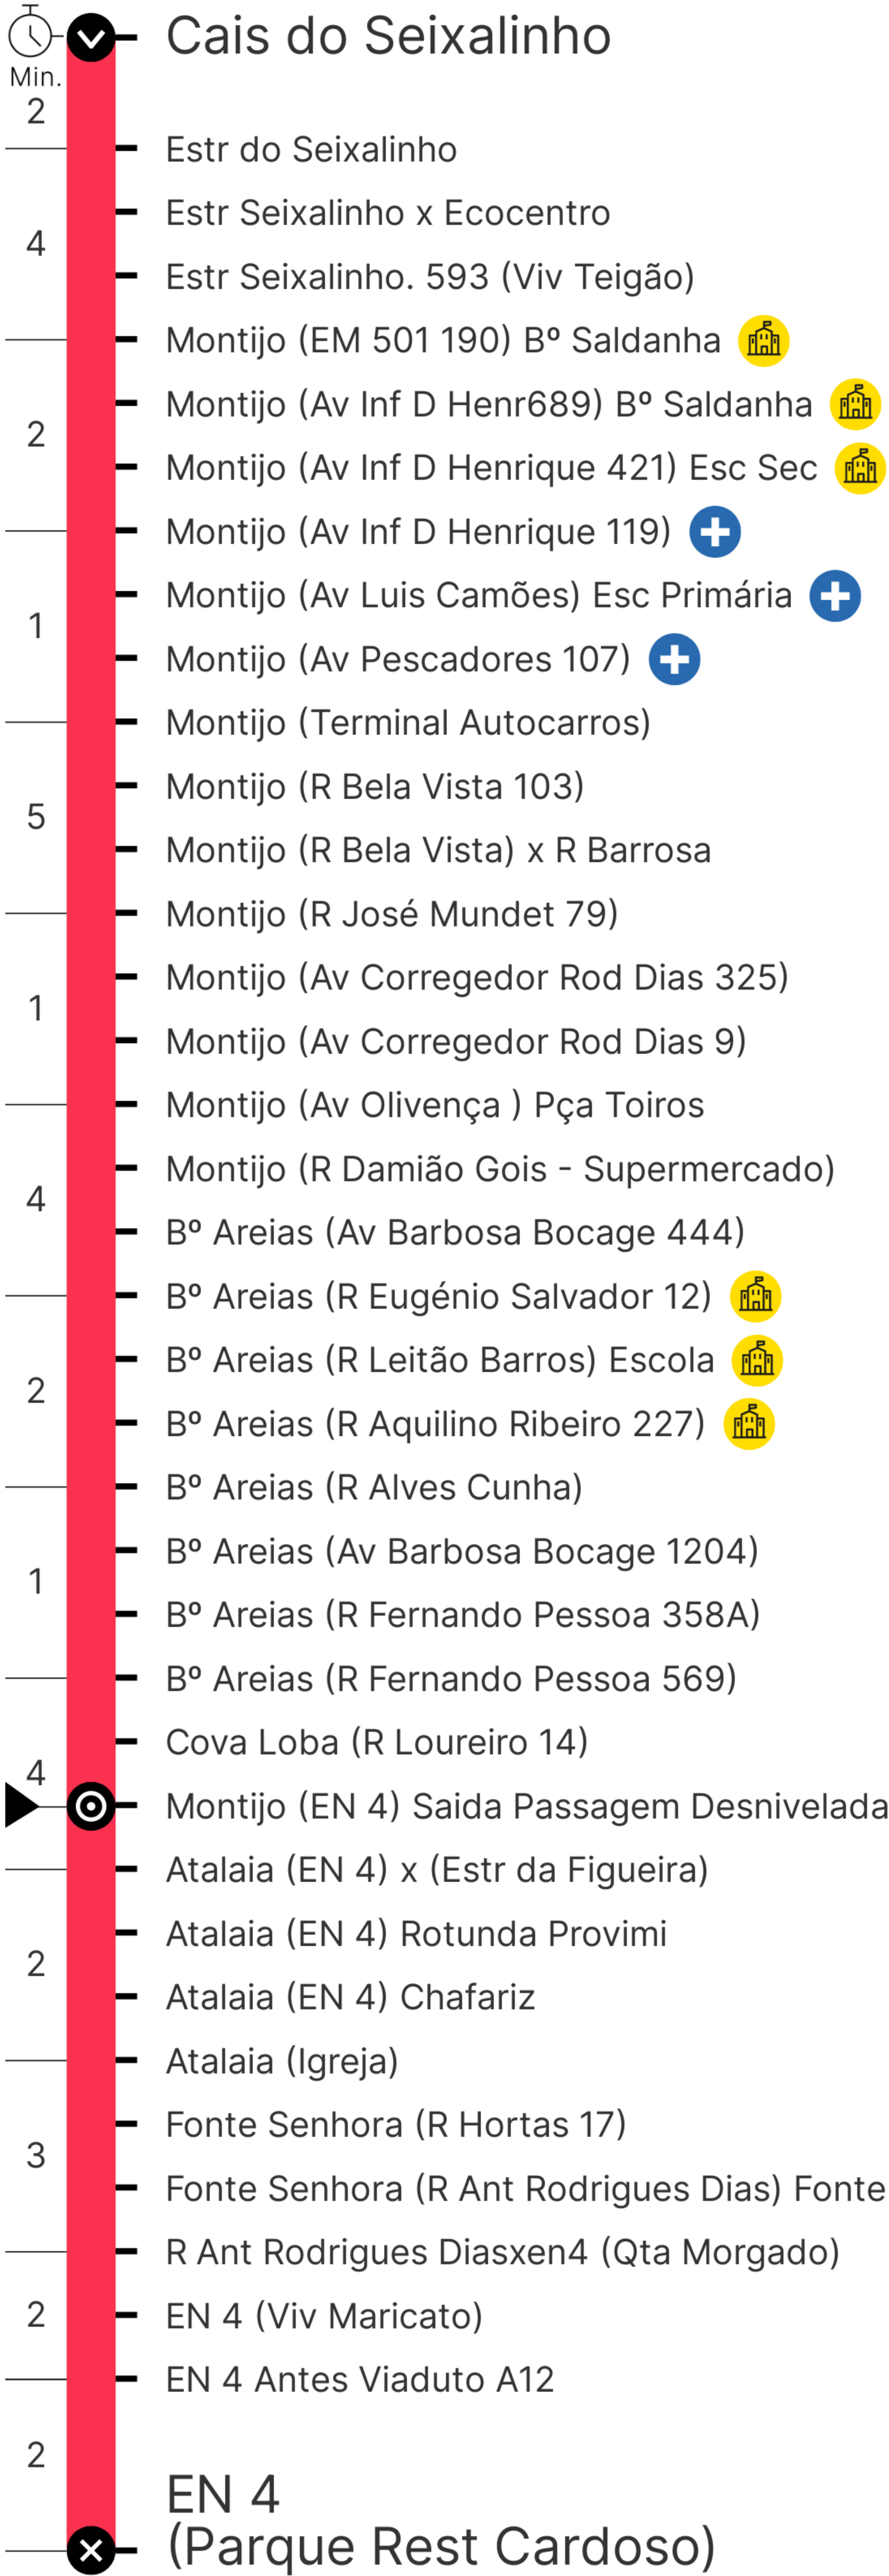 Cais do Seixalinho
Min.
2
Estr do Seixalinho
Estr Seixalinho x Ecocentro
4
Estr Seixalinho. 593 (Viv Teigão)
Montijo (EM 501 190) Bº Saldanha
Montijo (Av Inf D Henr689) Bº Saldanha
2
Montijo (Av Inf D Henrique 421) Esc Sec
Montijo (Av Inf D Henrique 119)
Montijo (Av Luis Camões) Esc Primária
1
Montijo (Av Pescadores 107)
Montijo (Terminal Autocarros)
Montijo (R Bela Vista 103)
5
Montijo (R Bela Vista) x R Barrosa
Montijo (R José Mundet 79)
Montijo (Av Corregedor Rod Dias 325)
1
Montijo (Av Corregedor Rod Dias 9)
Montijo (Av Olivença ) Pça Toiros
Montijo (R Damião Gois - Supermercado)
4
Bº Areias (Av Barbosa Bocage 444)
Bº Areias (R Eugénio Salvador 12)
Bº Areias (R Leitão Barros) Escola
2
Bº Areias (R Aquilino Ribeiro 227)
Bº Areias (R Alves Cunha)
Bº Areias (Av Barbosa Bocage 1204)
1
Bº Areias (R Fernando Pessoa 358A)
Bº Areias (R Fernando Pessoa 569)
Cova Loba (R Loureiro 14)
4
Montijo (EN 4) Saida Passagem Desnivelada
Atalaia (EN 4) x (Estr da Figueira)
Atalaia (EN 4) Rotunda Provimi
2
Atalaia (EN 4) Chafariz
Atalaia (Igreja)
Fonte Senhora (R Hortas 17)
3
Fonte Senhora (R Ant Rodrigues Dias) Fonte
R Ant Rodrigues Diasxen4 (Qta Morgado)
2
EN 4 (Viv Maricato)
EN 4 Antes Viaduto A12
2
EN 4
(Parque Rest Cardoso)